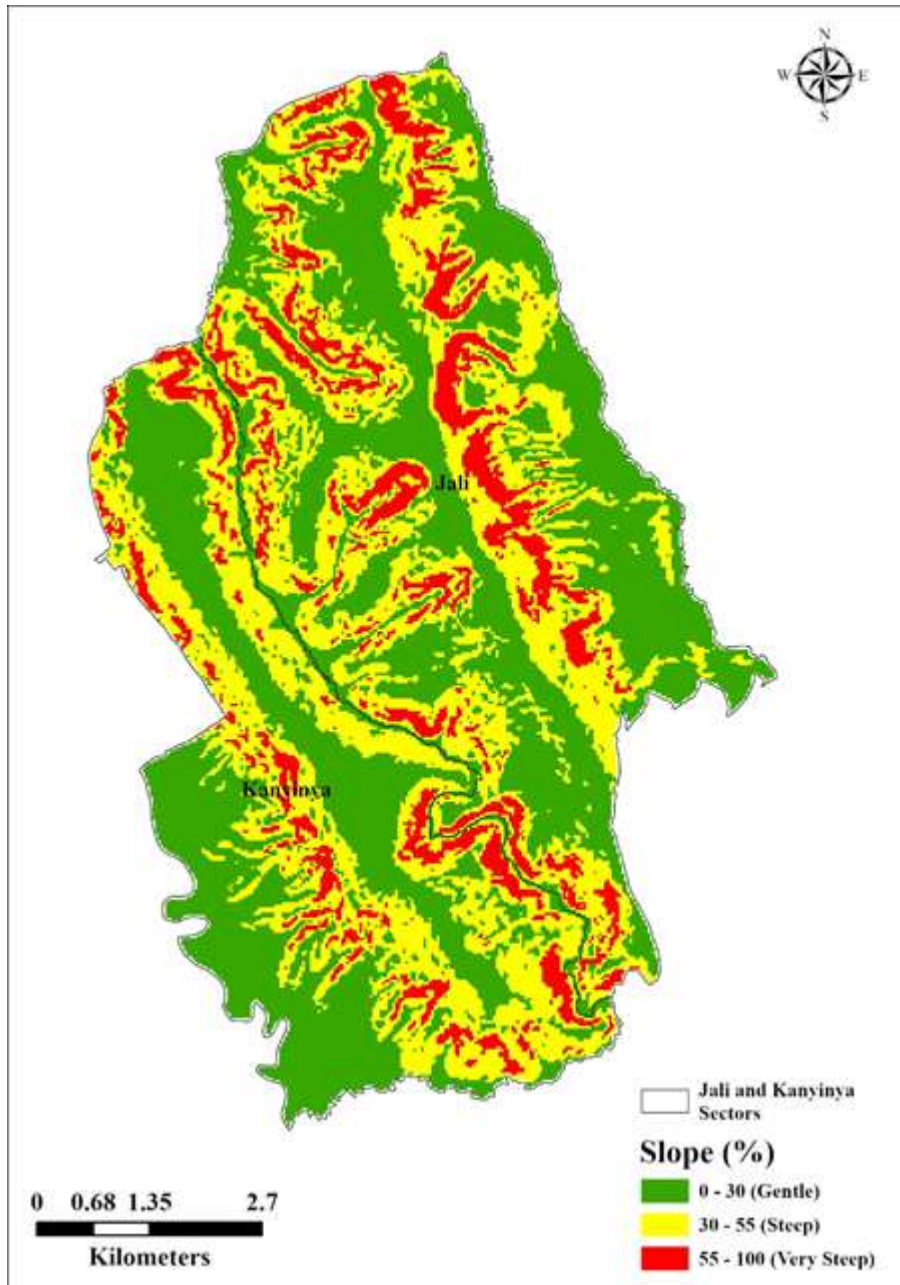 N
W E
S
Jali
Kanyinya
Jali and Kanyinya
Sectors
Slope (%)
0 - 30 (Gentle)
30 - 55 (Steep)
55 - 100 (Very Steep)
0 0.68 1.35 2.7
Kilometers